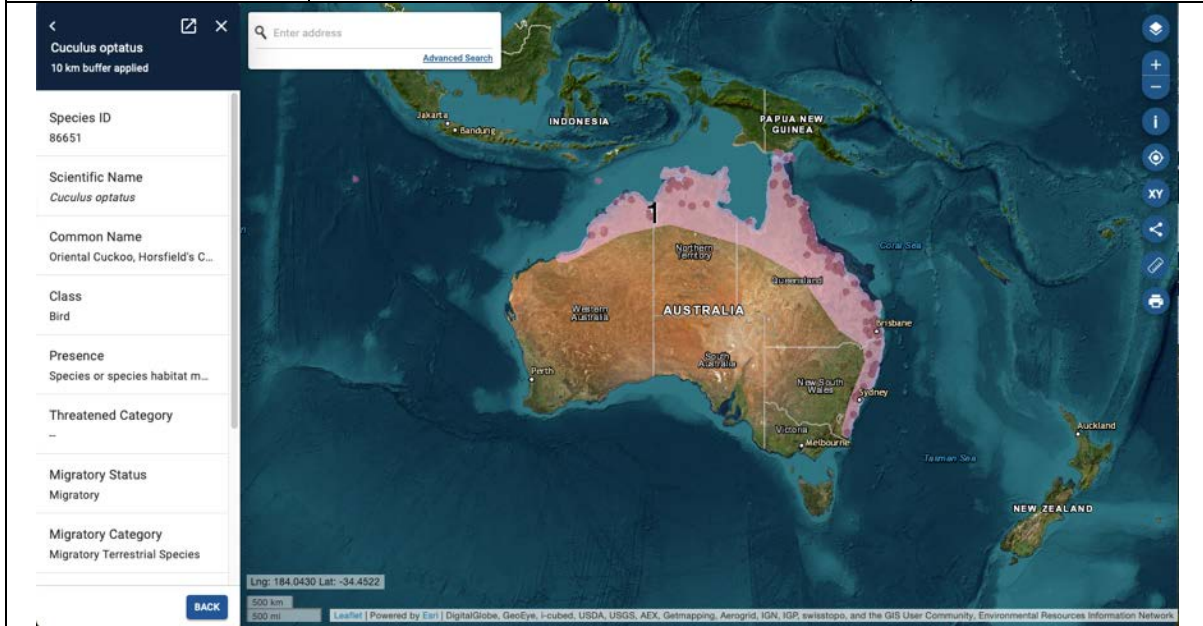 Cuculus optatus
10 km buffer applied
Species ID
86651
Scientific Name
Cuculus optatus
Common Name
Oriental Cuckoo, Horsfield's C...
Class
Bird
Presence
Species or species habitat m...
Threatened Category
--
Migratory Status
Migratory
Migratory Category
Migratory Terrestrial Species
BACK
Enter address
Advanced Search
Jakarta
Bandung
INDONESIA
PAPUA NEW
GUINEA
1
Northern
Territory
Coral Sea
Queensland
Western
Australia
AUSTRALIA
Brisbane
South
Australia
Perth
New South
Wales
Sydney
Victoria
Melbourne
Auckland
Tasman Sea
NEW ZEALAND
+
−
i
XY
Lng: 184.0430 Lat: -34.4522
500 km
500 mi
Leaflet | Powered by Esri | DigitalGlobe, GeoEye, i-cubed, USDA, USGS, AEX, Getmapping, Aerogrid, IGN, IGP, swisstopo, and the GIS User Community, Environmental Resources Information Network